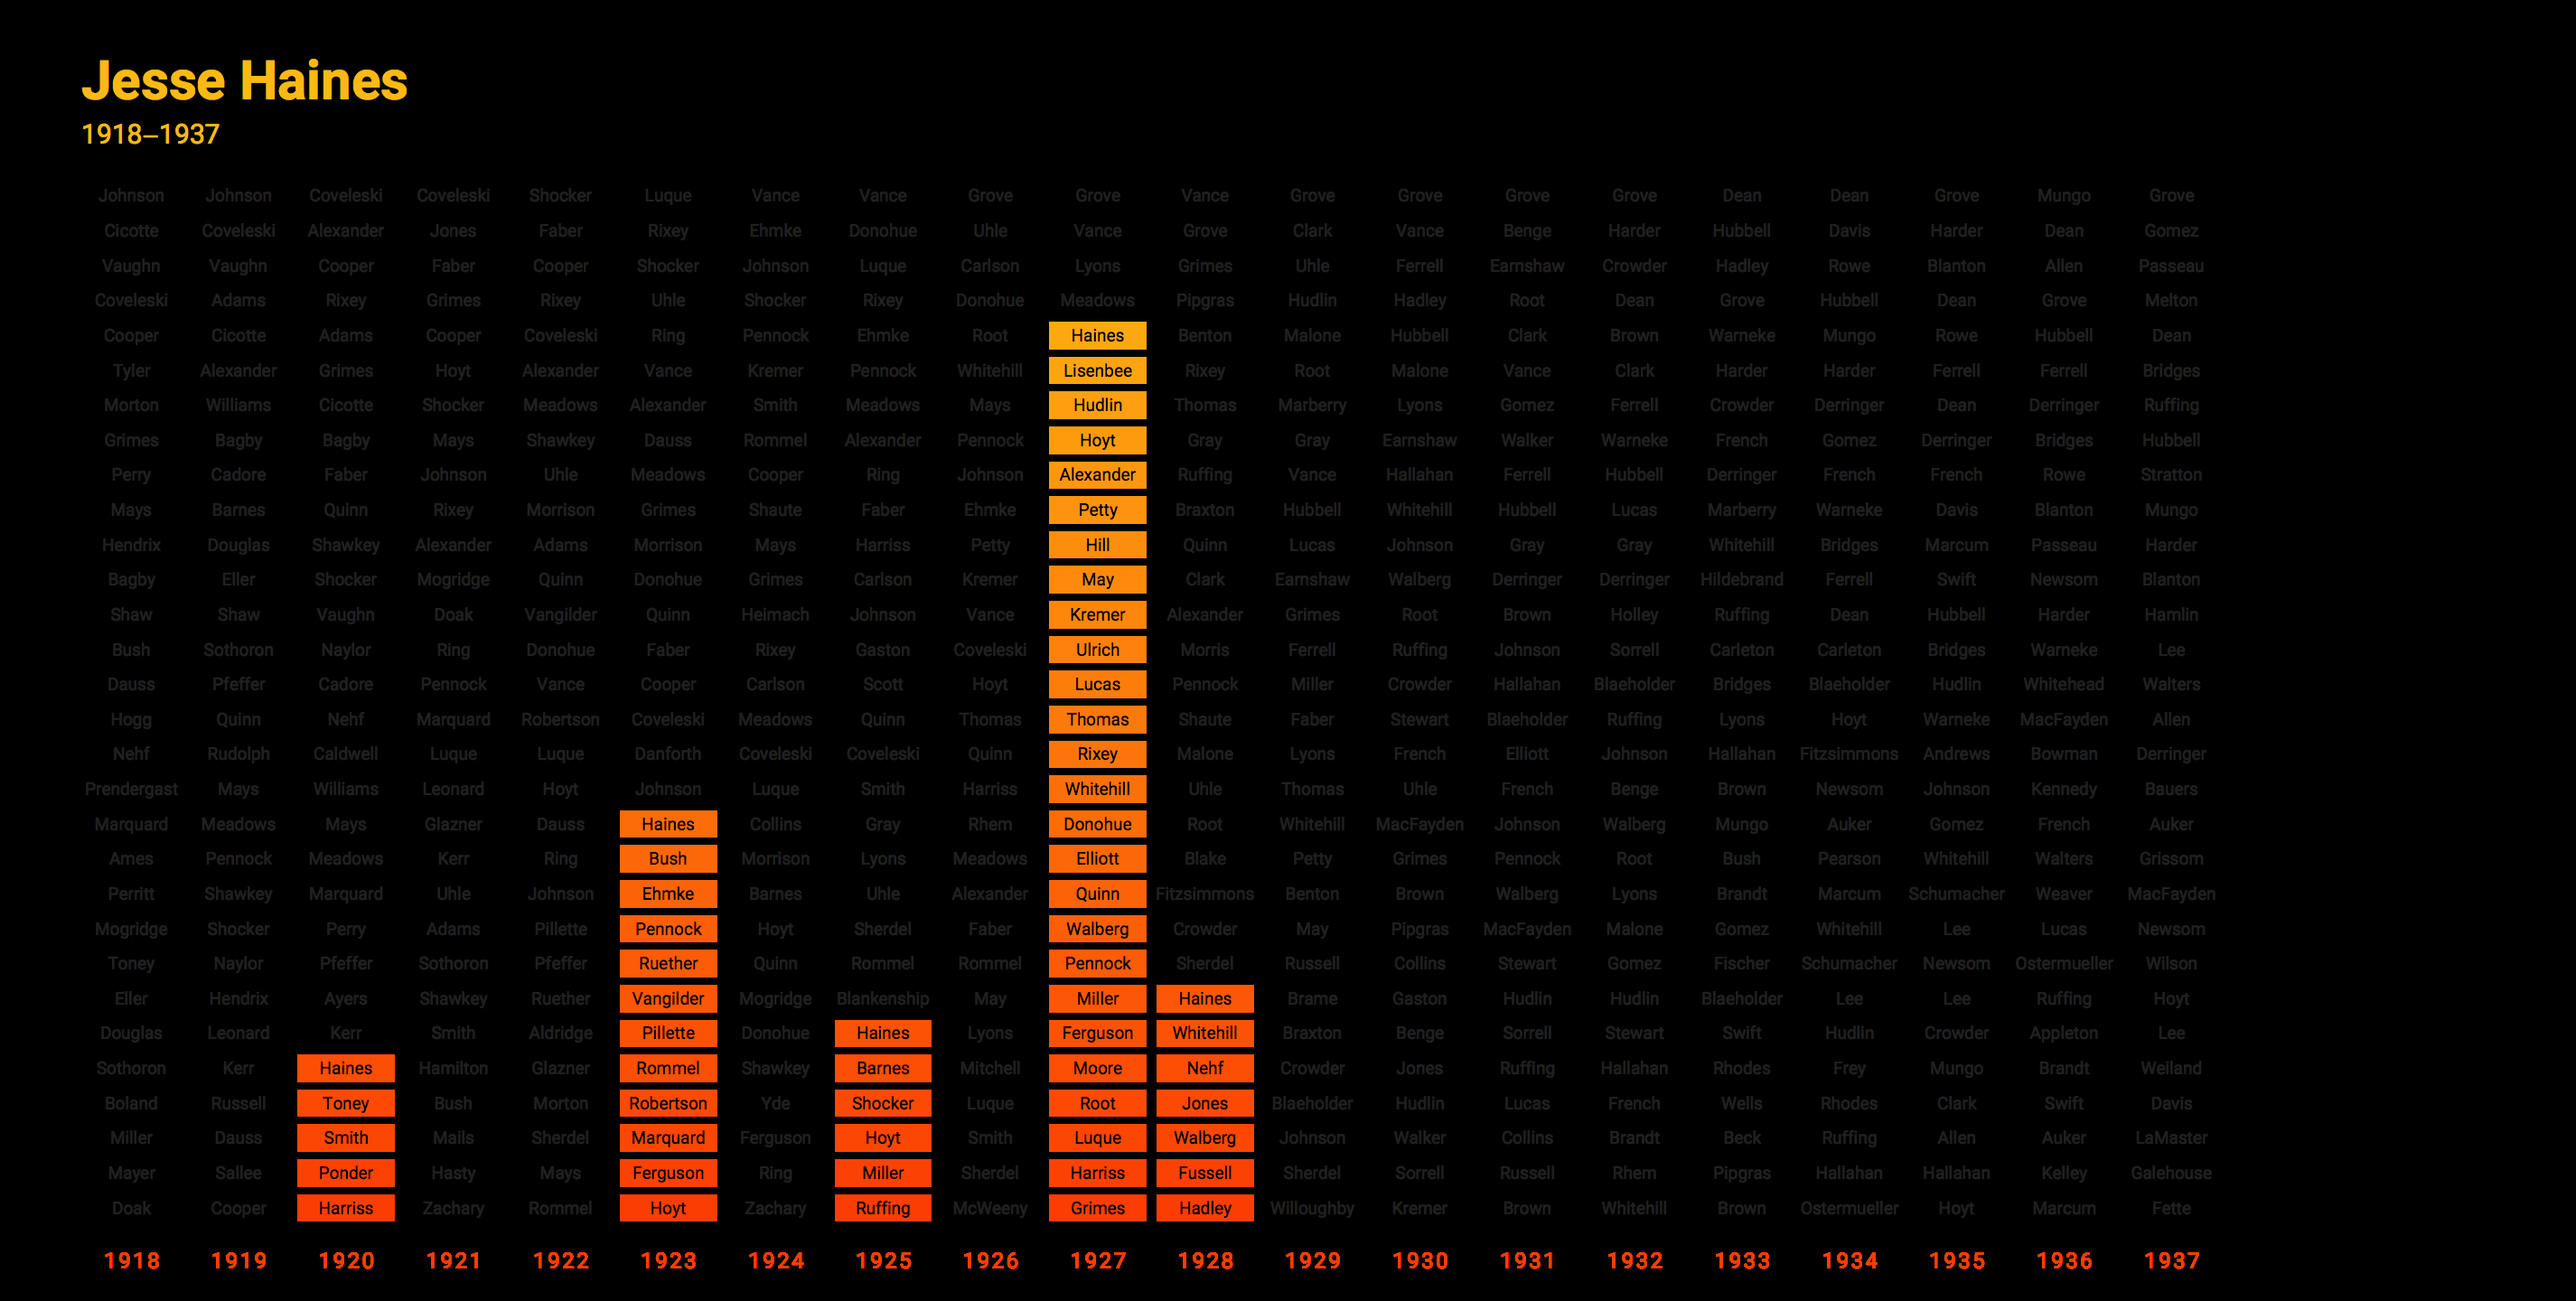 Jesse Haines
1918–1937
Johnson Johnson Coveleski Coveleski Shocker Luque Vance Vance Grove Grove Vance Grove Grove Grove Grove Dean Dean Grove Mungo Grove
Cicotte Coveleski Alexander Jones Faber Rixey Ehmke Donohue Uhle Vance Grove Clark Vance Benge Harder Hubbell Davis Harder Dean Gomez
Vaughn Vaughn Cooper Faber Cooper Shocker Johnson Luque Carlson Lyons Grimes Uhle Ferrell Earnshaw Crowder Hadley Rowe Blanton Allen Passeau
Coveleski Adams Rixey Grimes Rixey Uhle Shocker Rixey Donohue Meadows Pipgras Hudlin Hadley Root Dean Grove Hubbell Dean Grove Melton
Cooper Cicotte Adams Cooper Coveleski Ring Pennock Ehmke Root Haines Benton Malone Hubbell Clark Brown Warneke Mungo Rowe Hubbell Dean
Tyler Alexander Grimes Hoyt Alexander Vance Kremer Pennock Whitehill Lisenbee Rixey Root Malone Vance Clark Harder Harder Ferrell Ferrell Bridges
Morton Williams Cicotte Shocker Meadows Alexander Smith Meadows Mays Hudlin Thomas Marberry Lyons Gomez Ferrell Crowder Derringer Dean Derringer Ruffing
Grimes Bagby Bagby Mays Shawkey Dauss Rommel Alexander Pennock Hoyt Gray Gray Earnshaw Walker Warneke French Gomez Derringer Bridges Hubbell
Perry Cadore Faber Johnson Uhle Meadows Cooper Ring Johnson Alexander Ruffing Vance Hallahan Ferrell Hubbell Derringer French French Rowe Stratton
Mays Barnes Quinn Rixey Morrison Grimes Shaute Faber Ehmke Petty Braxton Hubbell Whitehill Hubbell Lucas Marberry Warneke Davis Blanton Mungo
Hendrix Douglas Shawkey Alexander Adams Morrison Mays Harriss Petty Hill Quinn Lucas Johnson Gray Gray Whitehill Bridges Marcum Passeau Harder
Bagby Eller Shocker Mogridge Quinn Donohue Grimes Carlson Kremer May Clark Earnshaw Walberg Derringer Derringer Hildebrand Ferrell Swift Newsom Blanton
Shaw Shaw Vaughn Doak Vangilder Quinn Heimach Johnson Vance Kremer Alexander Grimes Root Brown Holley Ruffing Dean Hubbell Harder Hamlin
Bush Sothoron Naylor Ring Donohue Faber Rixey Gaston Coveleski Ulrich Morris Ferrell Ruffing Johnson Sorrell Carleton Carleton Bridges Warneke Lee
Dauss Pfeffer Cadore Pennock Vance Cooper Carlson Scott Hoyt Lucas Pennock Miller Crowder Hallahan Blaeholder Bridges Blaeholder Hudlin Whitehead Walters
Hogg Quinn Nehf Marquard Robertson Coveleski Meadows Quinn Thomas Thomas Shaute Faber Stewart Blaeholder Ruffing Lyons Hoyt Warneke MacFayden Allen
Nehf Rudolph Caldwell Luque Luque Danforth Coveleski Coveleski Quinn Rixey Malone Lyons French Elliott Johnson Hallahan Fitzsimmons Andrews Bowman Derringer
Prendergast Mays Williams Leonard Hoyt Johnson Luque Smith Harriss Whitehill Uhle Thomas Uhle French Benge Brown Newsom Johnson Kennedy Bauers
Marquard Meadows Mays Glazner Dauss Haines Collins Gray Rhem Donohue Root Whitehill MacFayden Johnson Walberg Mungo Auker Gomez French Auker
Ames Pennock Meadows Kerr Ring Bush Morrison Lyons Meadows Elliott Blake Petty Grimes Pennock Root Bush Pearson Whitehill Walters Grissom
Perritt Shawkey Marquard Uhle Johnson Ehmke Barnes Uhle Alexander Quinn Fitzsimmons Benton Brown Walberg Lyons Brandt Marcum Schumacher Weaver MacFayden
Mogridge Shocker Perry Adams Pillette Pennock Hoyt Sherdel Faber Walberg Crowder May Pipgras MacFayden Malone Gomez Whitehill Lee Lucas Newsom
Toney Naylor Pfeffer Sothoron Pfeffer Ruether Quinn Rommel Rommel Pennock Sherdel Russell Collins Stewart Gomez Fischer Schumacher Newsom Ostermueller Wilson
Eller Hendrix Ayers Shawkey Ruether Vangilder Mogridge Blankenship May Miller Haines Brame Gaston Hudlin Hudlin Blaeholder Lee Lee Ruffing Hoyt
Douglas Leonard Kerr Smith Aldridge Pillette Donohue Haines Lyons Ferguson Whitehill Braxton Benge Sorrell Stewart Swift Hudlin Crowder Appleton Lee
Sothoron Kerr Haines Hamilton Glazner Rommel Shawkey Barnes Mitchell Moore Nehf Crowder Jones Ruffing Hallahan Rhodes Frey Mungo Brandt Weiland
Boland Russell Toney Bush Morton Robertson Yde Shocker Luque Root Jones Blaeholder Hudlin Lucas French Wells Rhodes Clark Swift Davis
Miller Dauss Smith Mails Sherdel Marquard Ferguson Hoyt Smith Luque Walberg Johnson Walker Collins Brandt Beck Ruffing Allen Auker LaMaster
Mayer Sallee Ponder Hasty Mays Ferguson Ring Miller Sherdel Harriss Fussell Sherdel Sorrell Russell Rhem Pipgras Hallahan Hallahan Kelley Galehouse
Doak Cooper Harriss Zachary Rommel Hoyt Zachary Ruffing McWeeny Grimes Hadley Willoughby Kremer Brown Whitehill Brown Ostermueller Hoyt Marcum Fette
1918 1919 1920 1921 1922 1923 1924 1925 1926 1927 1928 1929 1930 1931 1932 1933 1934 1935 1936 1937